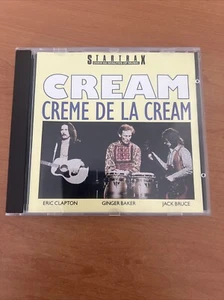 STARTRAX
CREAM
CREME DE LA CREAM
ERIC CLAPTON GINGER BAKER JACK BRUCE